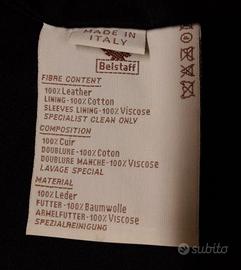 MADE IN
ITALY
Belstaff
FIBRE CONTENT
100% Leather
LINING-100% Cotton
SLEEVES LINING-100% Viscose
SPECIALIST CLEAN ONLY
COMPOSITION
100% Cuir
DOUBLURE-100% Coton
DOUBLURE MANCHE-100% Viscose
LAVAGE SPECIAL
MATERIAL
100% Leder
FUTTER-100% Baumwolle
ARMELFUTTER-100% Viscose
SPEZIALREINIGUNG
subito